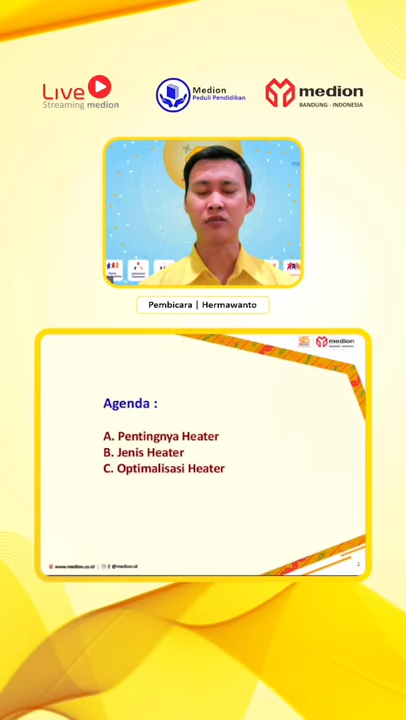 Live
Streaming medion
Medion
Peduli Pendidikan
medion
BANDUNG - INDONESIA
Pembicara | Hermawanto
medion
Agenda :
A. Pentingnya Heater
B. Jenis Heater
C. Optimalisasi Heater
www.medion.co.id | @medion.id
2